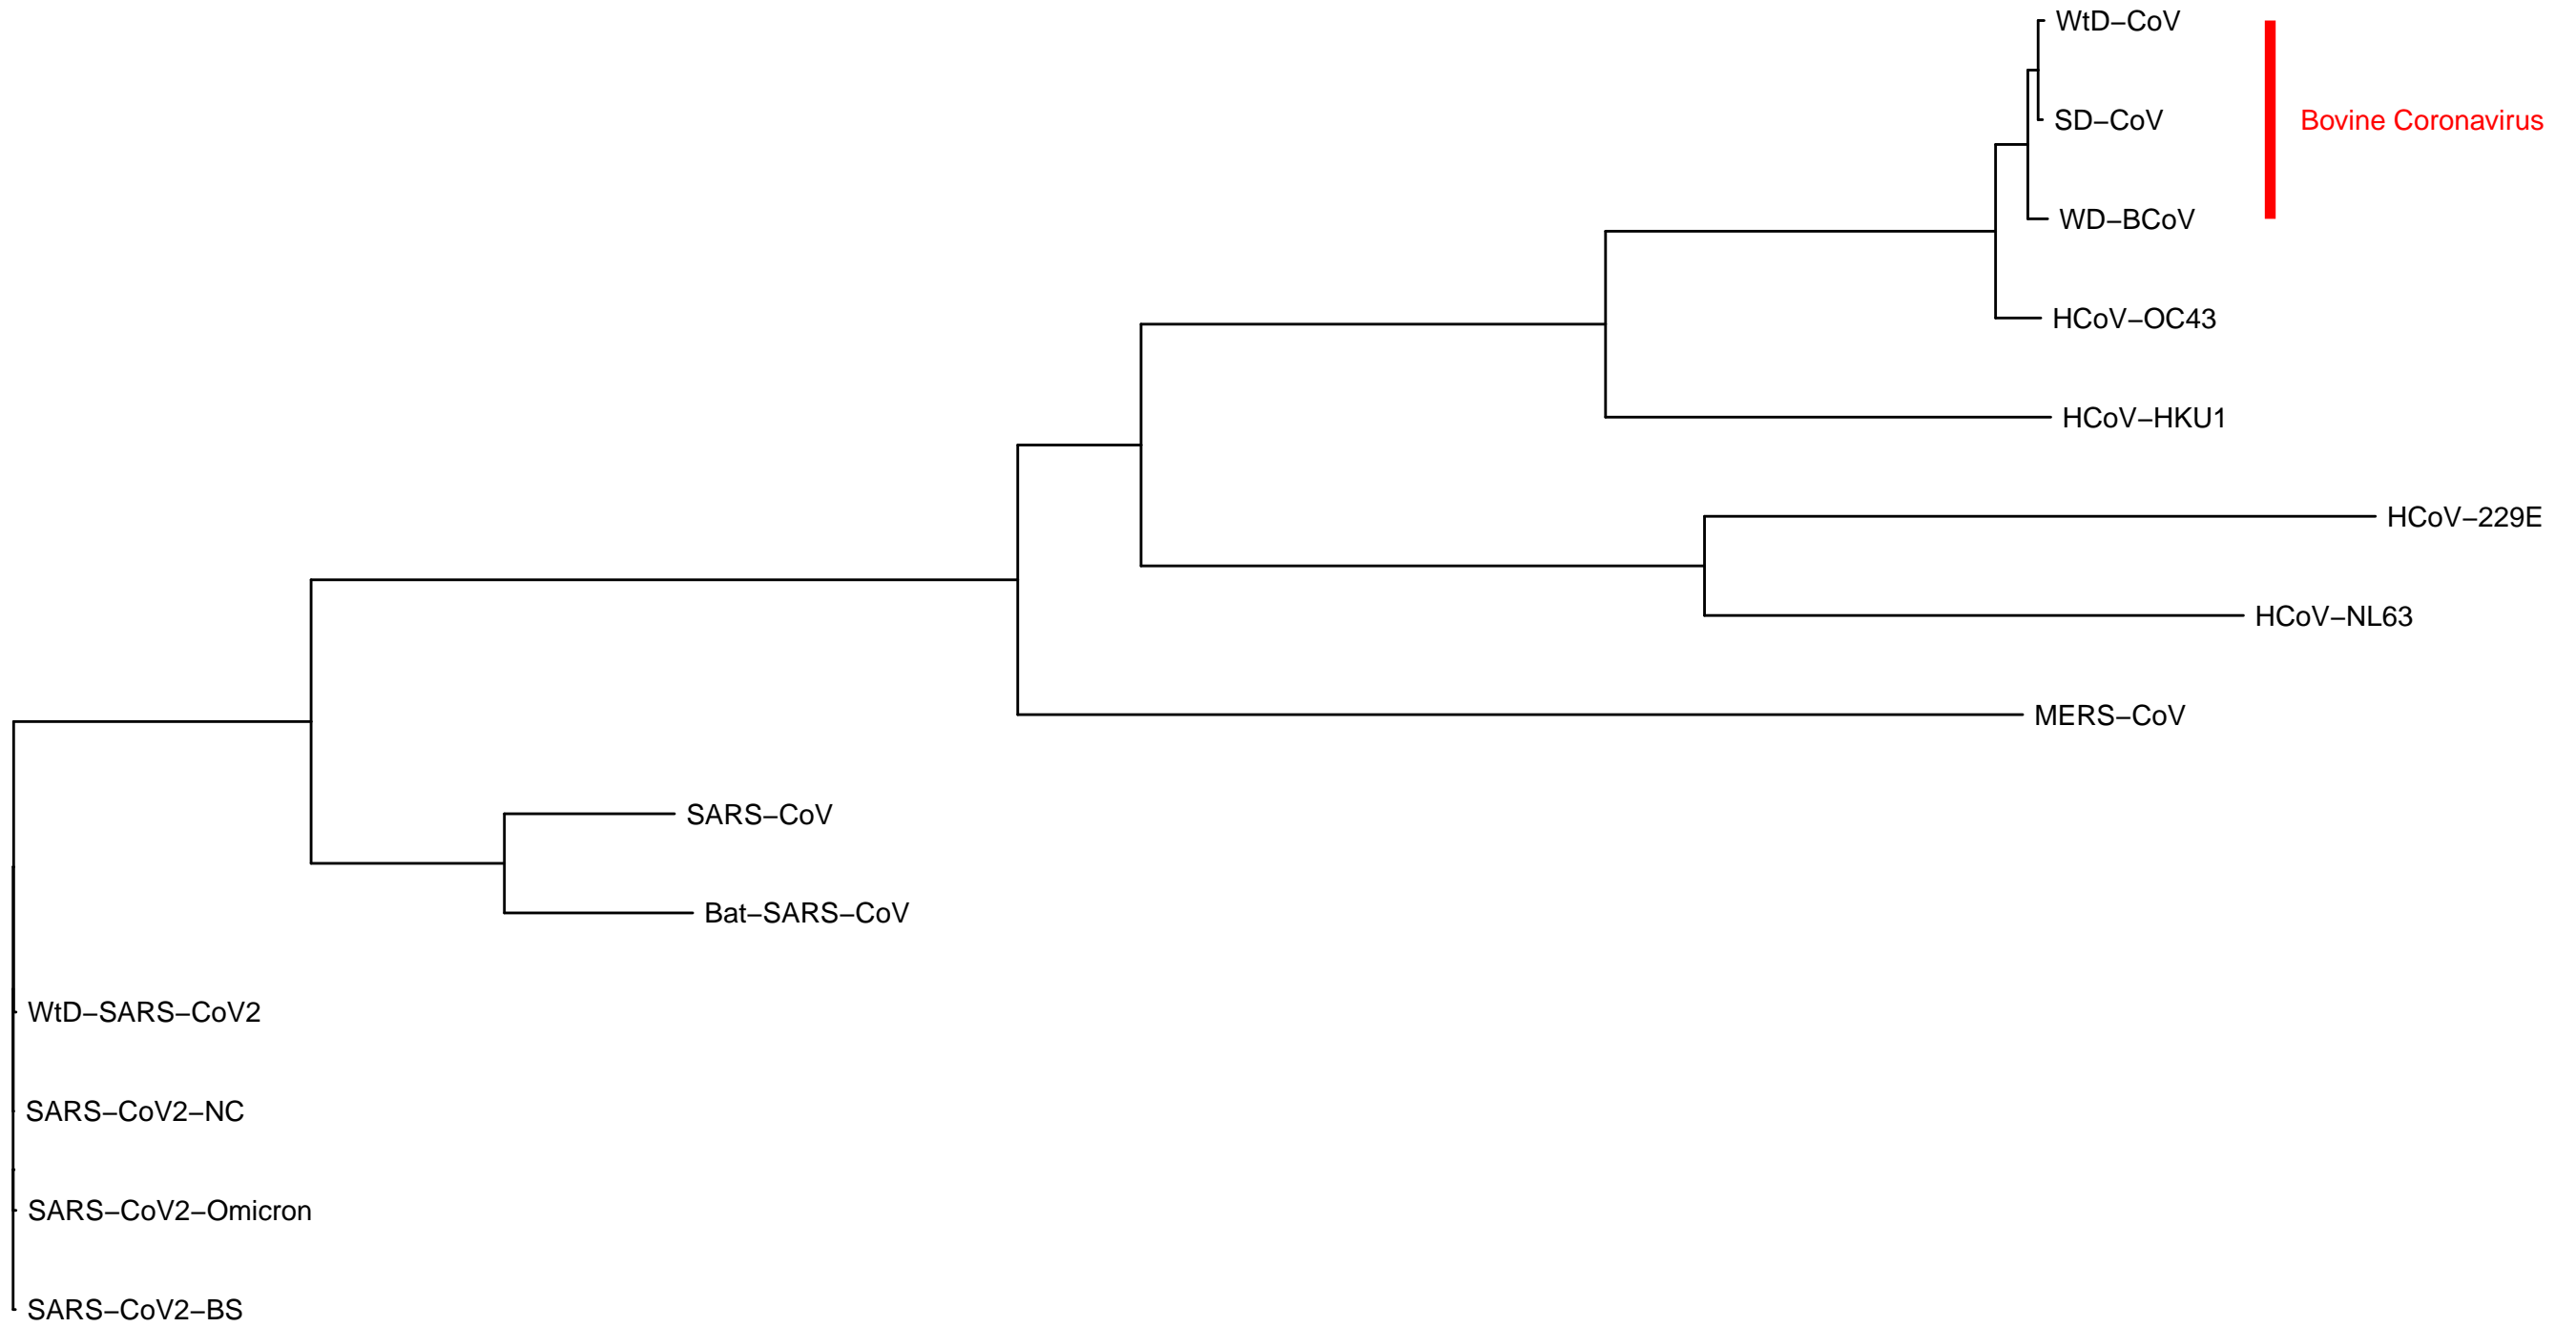 WtD−CoV
SD−CoV
Bovine Coronavirus
WD−BCoV
HCoV−OC43
HCoV−HKU1
HCoV−229E
HCoV−NL63
MERS−CoV
SARS−CoV
Bat−SARS−CoV
WtD−SARS−CoV2
SARS−CoV2−NC
SARS−CoV2−Omicron
SARS−CoV2−BS